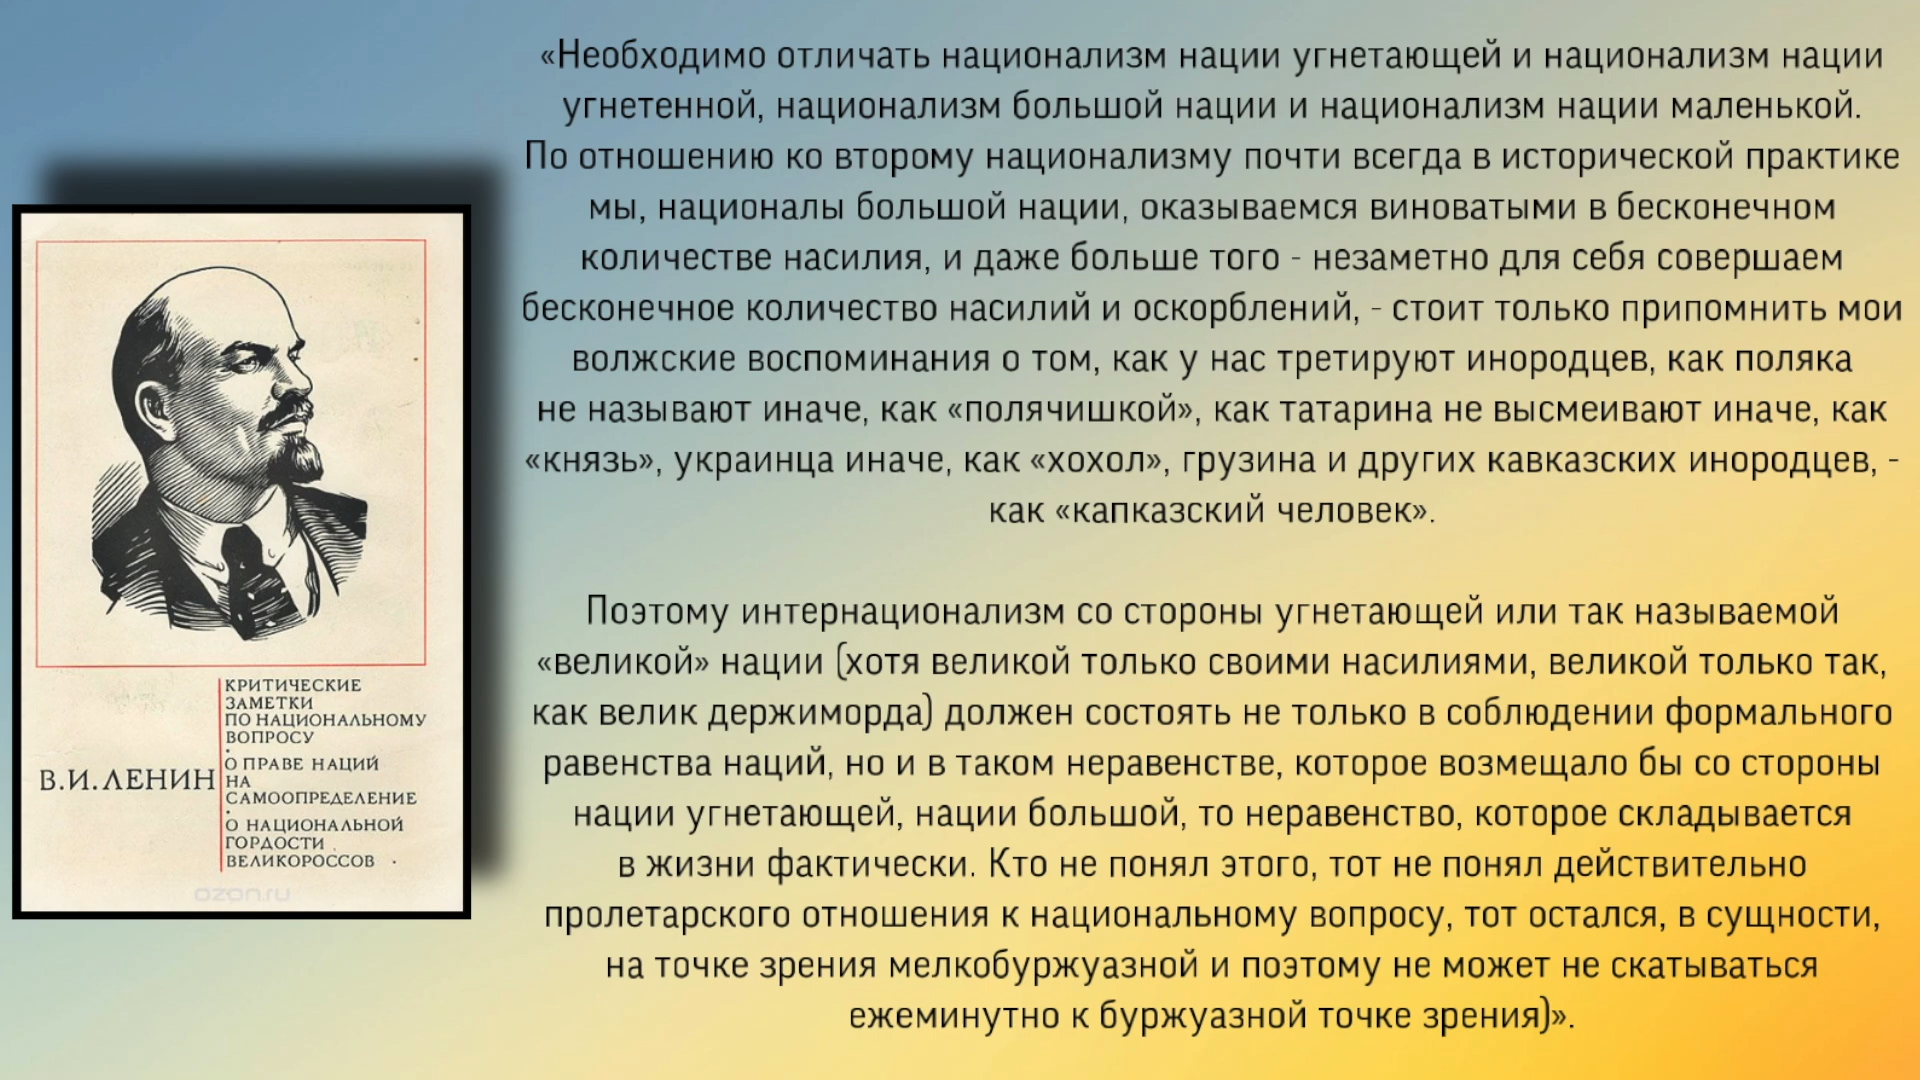 «Необходимо отличать национализм нации угнетающей и национализм нации
угнетенной, национализм большой нации и национализм нации маленькой.
По отношению ко второму национализму почти всегда в исторической практике
мы, националы большой нации, оказываемся виноватыми в бесконечном
количестве насилия, и даже больше того - незаметно для себя совершаем
бесконечное количество насилий и оскорблений, - стоит только припомнить мои
волжские воспоминания о том, как у нас третируют инородцев, как поляка
не называют иначе, как «полячишкой», как татарина не высмеивают иначе, как
«князь», украинца иначе, как «хохол», грузина и других кавказских инородцев, -
как «капказский человек».
Поэтому интернационализм со стороны угнетающей или так называемой
«великой» нации (хотя великой только своими насилиями, великой только так,
как велик держиморда) должен состоять не только в соблюдении формального
равенства наций, но и в таком неравенстве, которое возмещало бы со стороны
нации угнетающей, нации большой, то неравенство, которое складывается
в жизни фактически. Кто не понял этого, тот не понял действительно
пролетарского отношения к национальному вопросу, тот остался, в сущности,
на точке зрения мелкобуржуазной и поэтому не может не скатываться
ежеминутно к буржуазной точке зрения)».
В.И.ЛЕНИН
КРИТИЧЕСКИЕ
ЗАМЕТКИ
ПО НАЦИОНАЛЬНОМУ
ВОПРОСУ
О ПРАВЕ НАЦИЙ
НА
САМООПРЕДЕЛЕНИЕ
О НАЦИОНАЛЬНОЙ
ГОРДОСТИ
ВЕЛИКОРОССОВ
ozon.ru